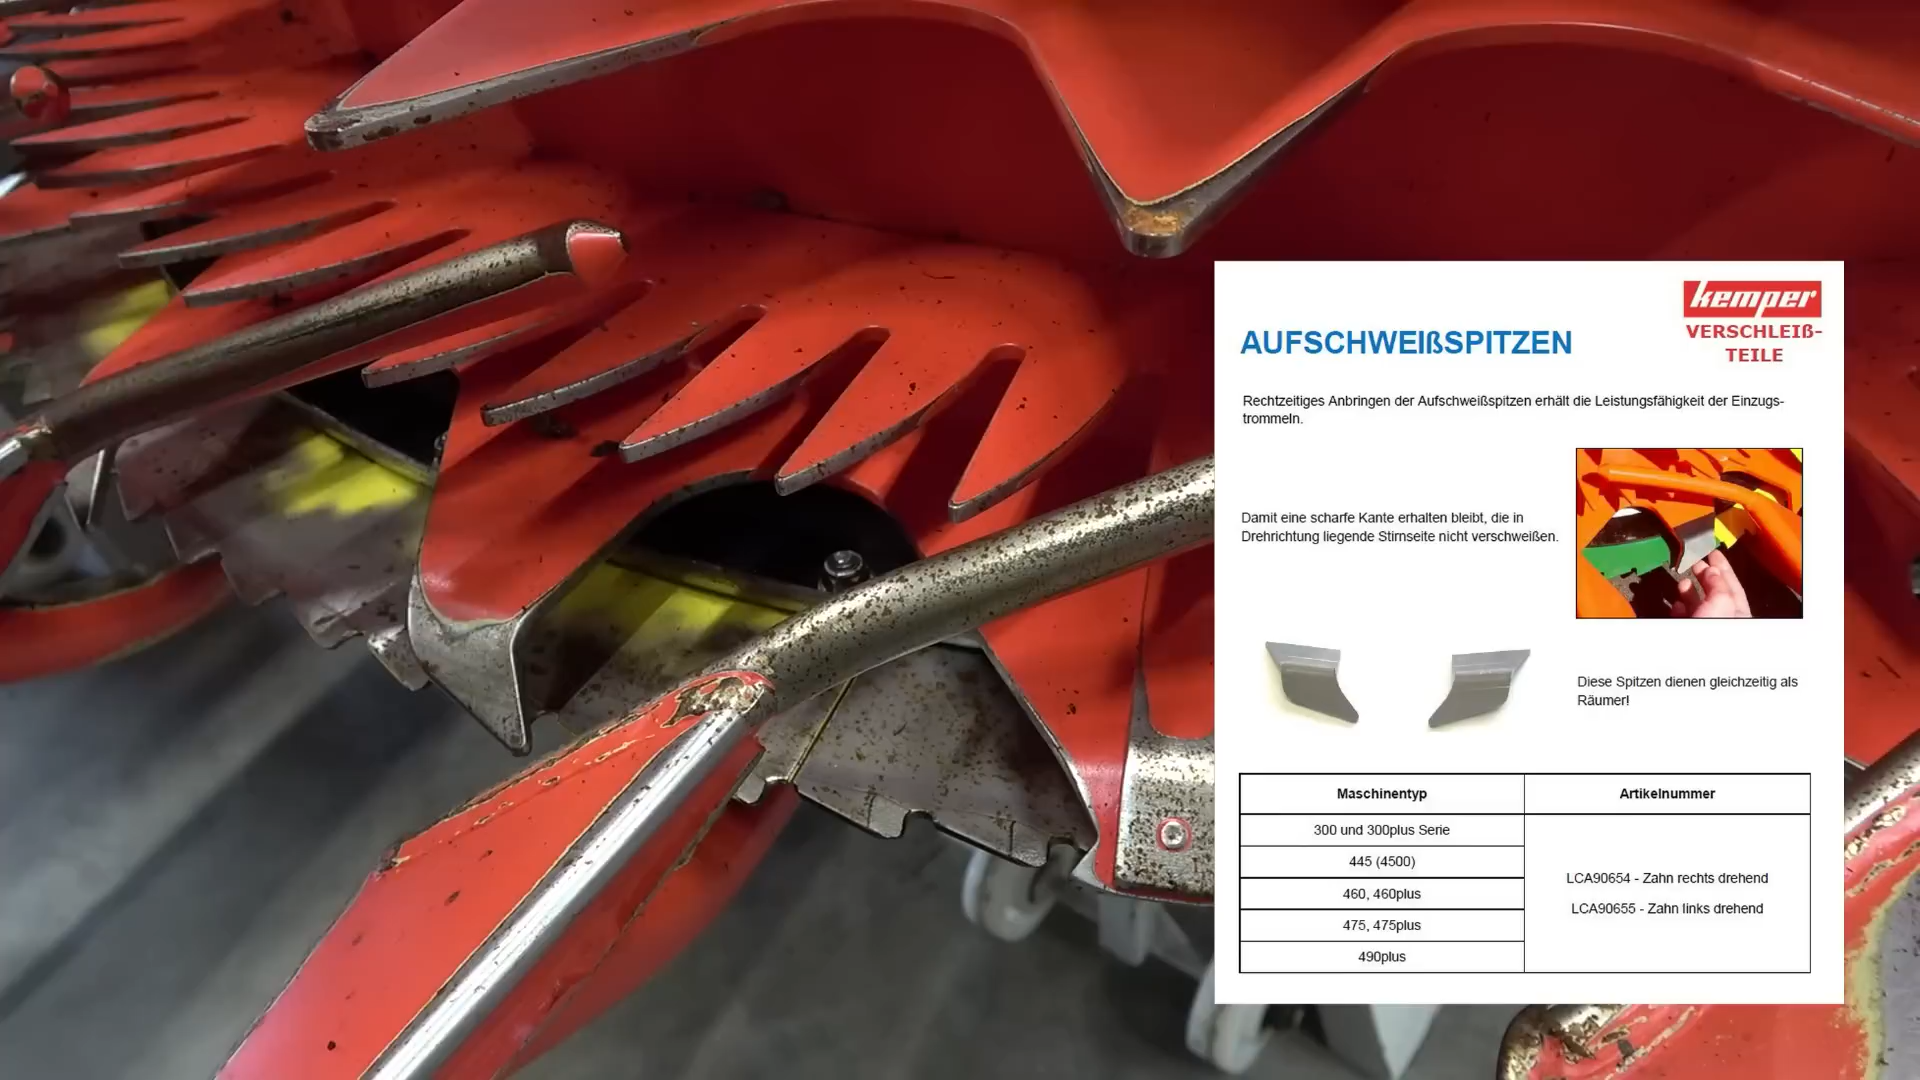 kemper
VERSCHLEIß-
TEILE
AUFSCHWEIßSPITZEN
Rechtzeitiges Anbringen der Aufschweißspitzen erhält die Leistungsfähigkeit der Einzugs-
trommeln.
Damit eine scharfe Kante erhalten bleibt, die in
Drehrichtung liegende Stirnseite nicht verschweißen.
Diese Spitzen dienen gleichzeitig als
Räumer!
Maschinentyp Artikelnummer
300 und 300plus Serie
445 (4500)
460, 460plus
475, 475plus
490plus
LCA90654 - Zahn rechts drehend
LCA90655 - Zahn links drehend